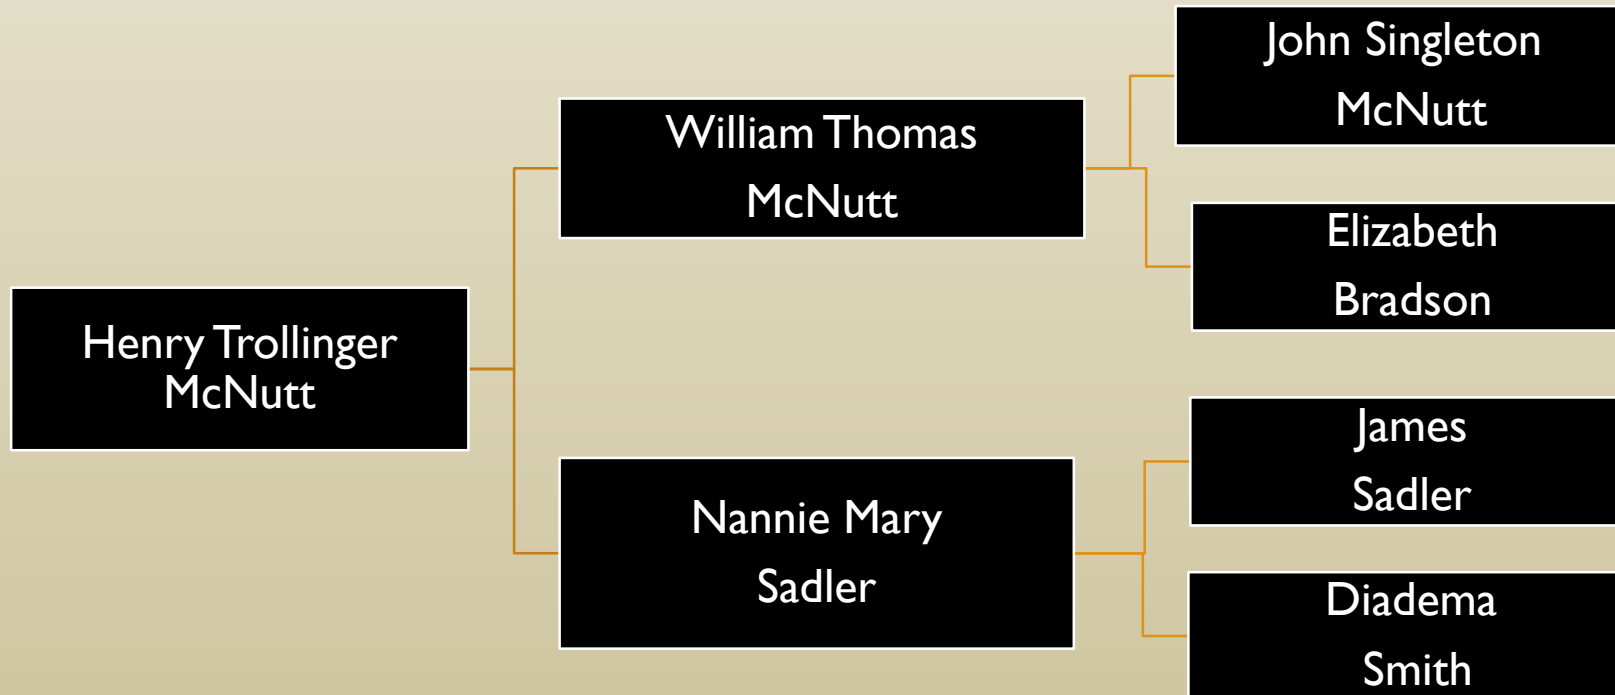 John Singleton
McNutt
William Thomas
McNutt
Elizabeth
Bradson
Henry Trollinger
McNutt
James
Sadler
Nannie Mary
Sadler
Diadema
Smith